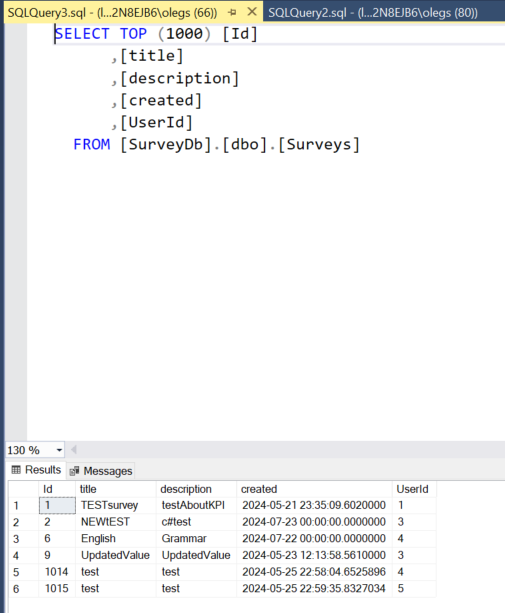 SQLQuery3.sql - (l...2N8EJB6\olegs (66)) SQLQuery2.sql - (l...2N8EJB6\olegs (80))
SELECT TOP (1000) [Id]
,[title]
,[description]
,[created]
,[UserId]
FROM [SurveyDb].[dbo].[Surveys]
130 %
Results Messages
Id title description created UserId
1 1 TESTsurvey testAboutKPI 2024-05-21 23:35:09.6020000 1
2 2 NEWtEST c#test 2024-07-23 00:00:00.0000000 3
3 6 English Grammar 2024-07-22 00:00:00.0000000 4
4 9 UpdatedValue UpdatedValue 2024-05-23 12:13:58.5610000 3
5 1014 test test 2024-05-25 22:58:04.6525896 4
6 1015 test test 2024-05-25 22:59:35.8327034 5